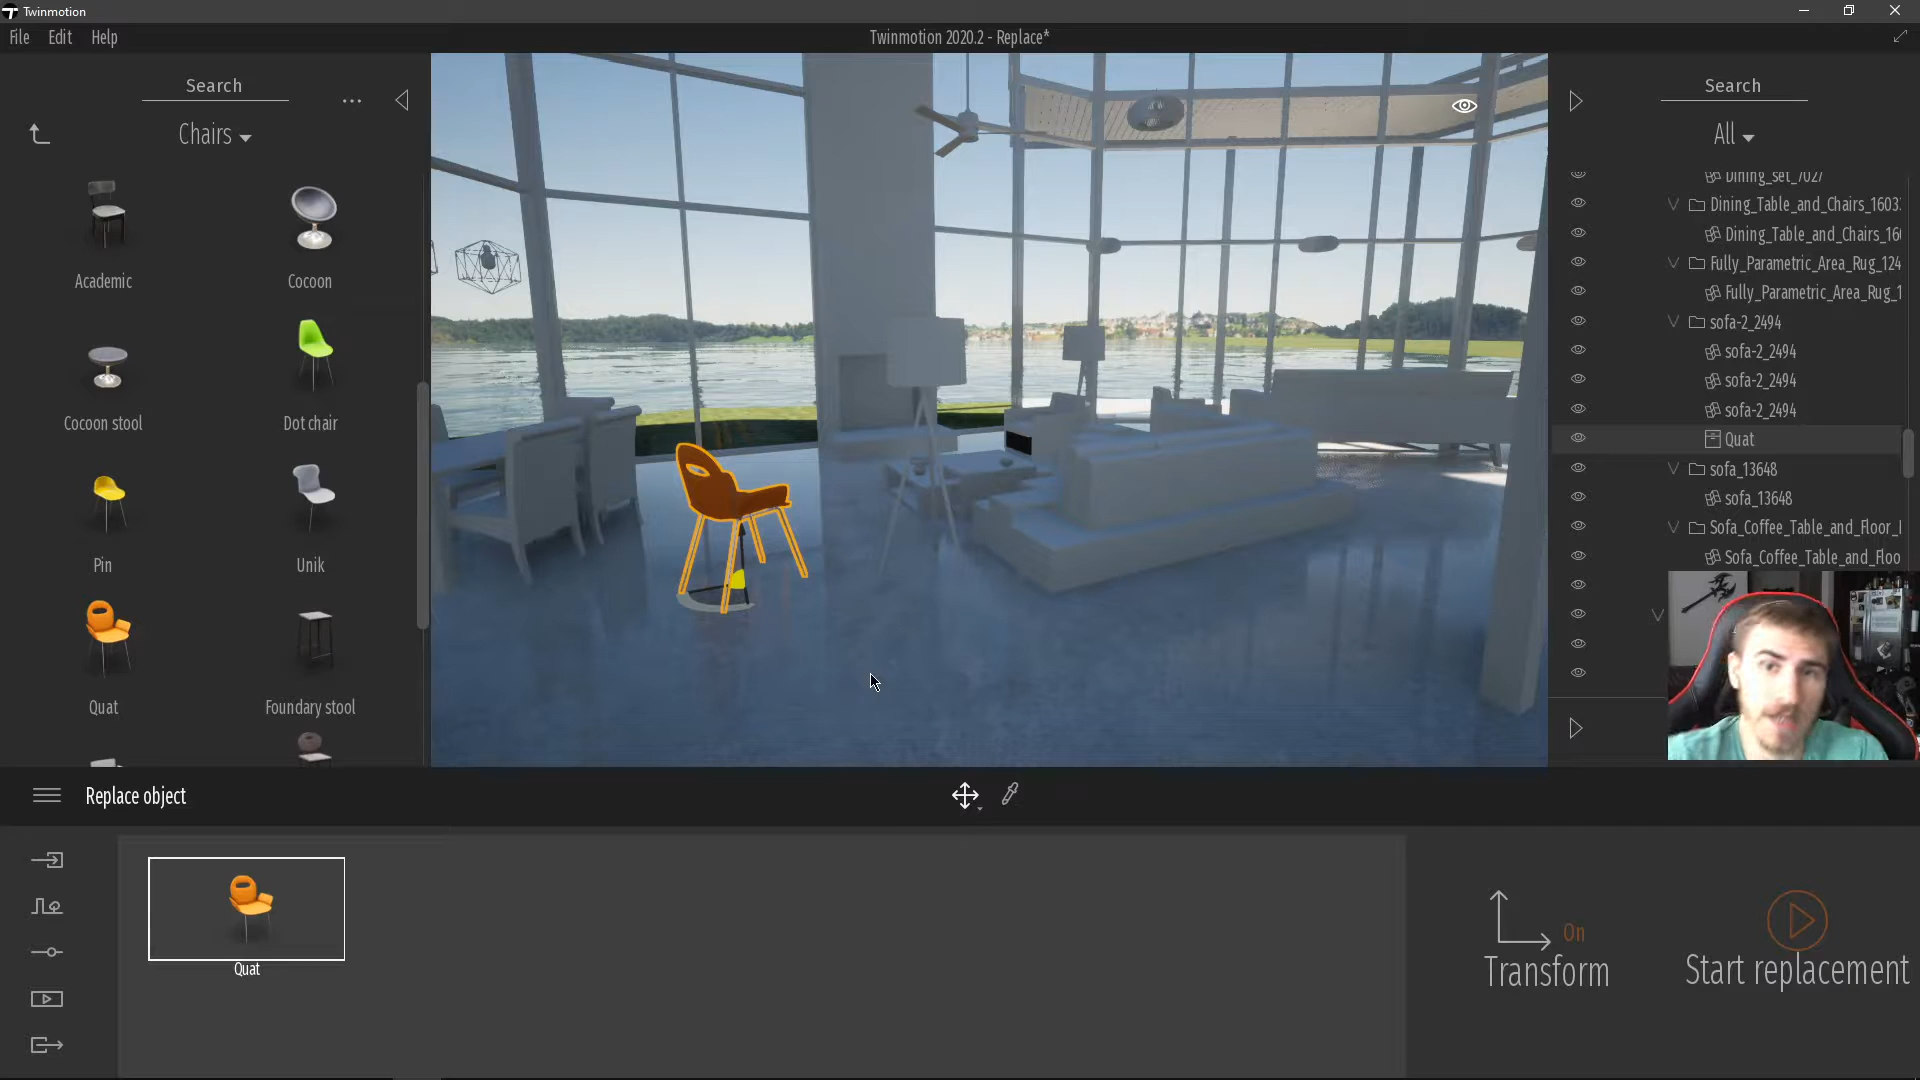 Twinmotion
File Edit Help
Twinmotion 2020.2 - Replace*
Search
...
Chairs
Academic
Cocoon
Cocoon stool
Dot chair
Pin
Unik
Quat
Foundary stool
Search
All
Dining_set_7027
Dining_Table_and_Chairs_1603
Dining_Table_and_Chairs_16
Fully_Parametric_Area_Rug_124
Fully_Parametric_Area_Rug_1
sofa-2_2494
sofa-2_2494
sofa-2_2494
sofa-2_2494
Quat
sofa_13648
sofa_13648
Sofa_Coffee_Table_and_Floor_
Sofa_Coffee_Table_and_Floo
Replace object
Quat
On
Transform
Start replacement